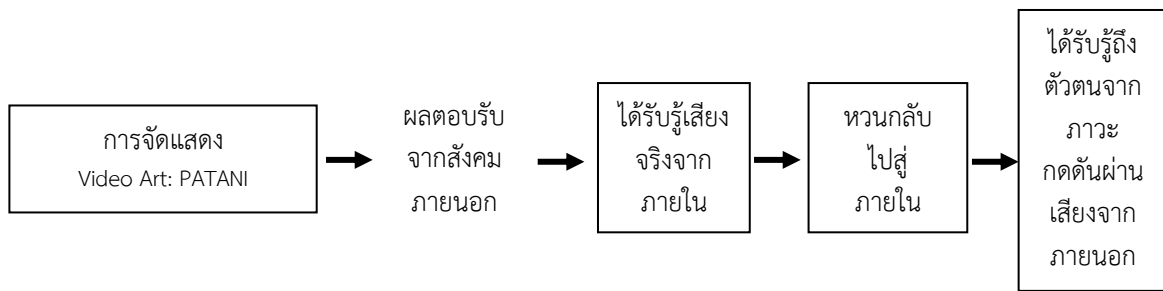 การจัดแสดง
Video Art: PATANI
ผลตอบรับ
จากสังคม
ภายนอก
ได้รับรู้เสียง
จริงจาก
ภายใน
หวนกลับ
ไปสู่
ภายใน
ได้รับรู้ถึง
ตัวตนจาก
ภาวะ
กดดันผ่าน
เสียงจาก
ภายนอก